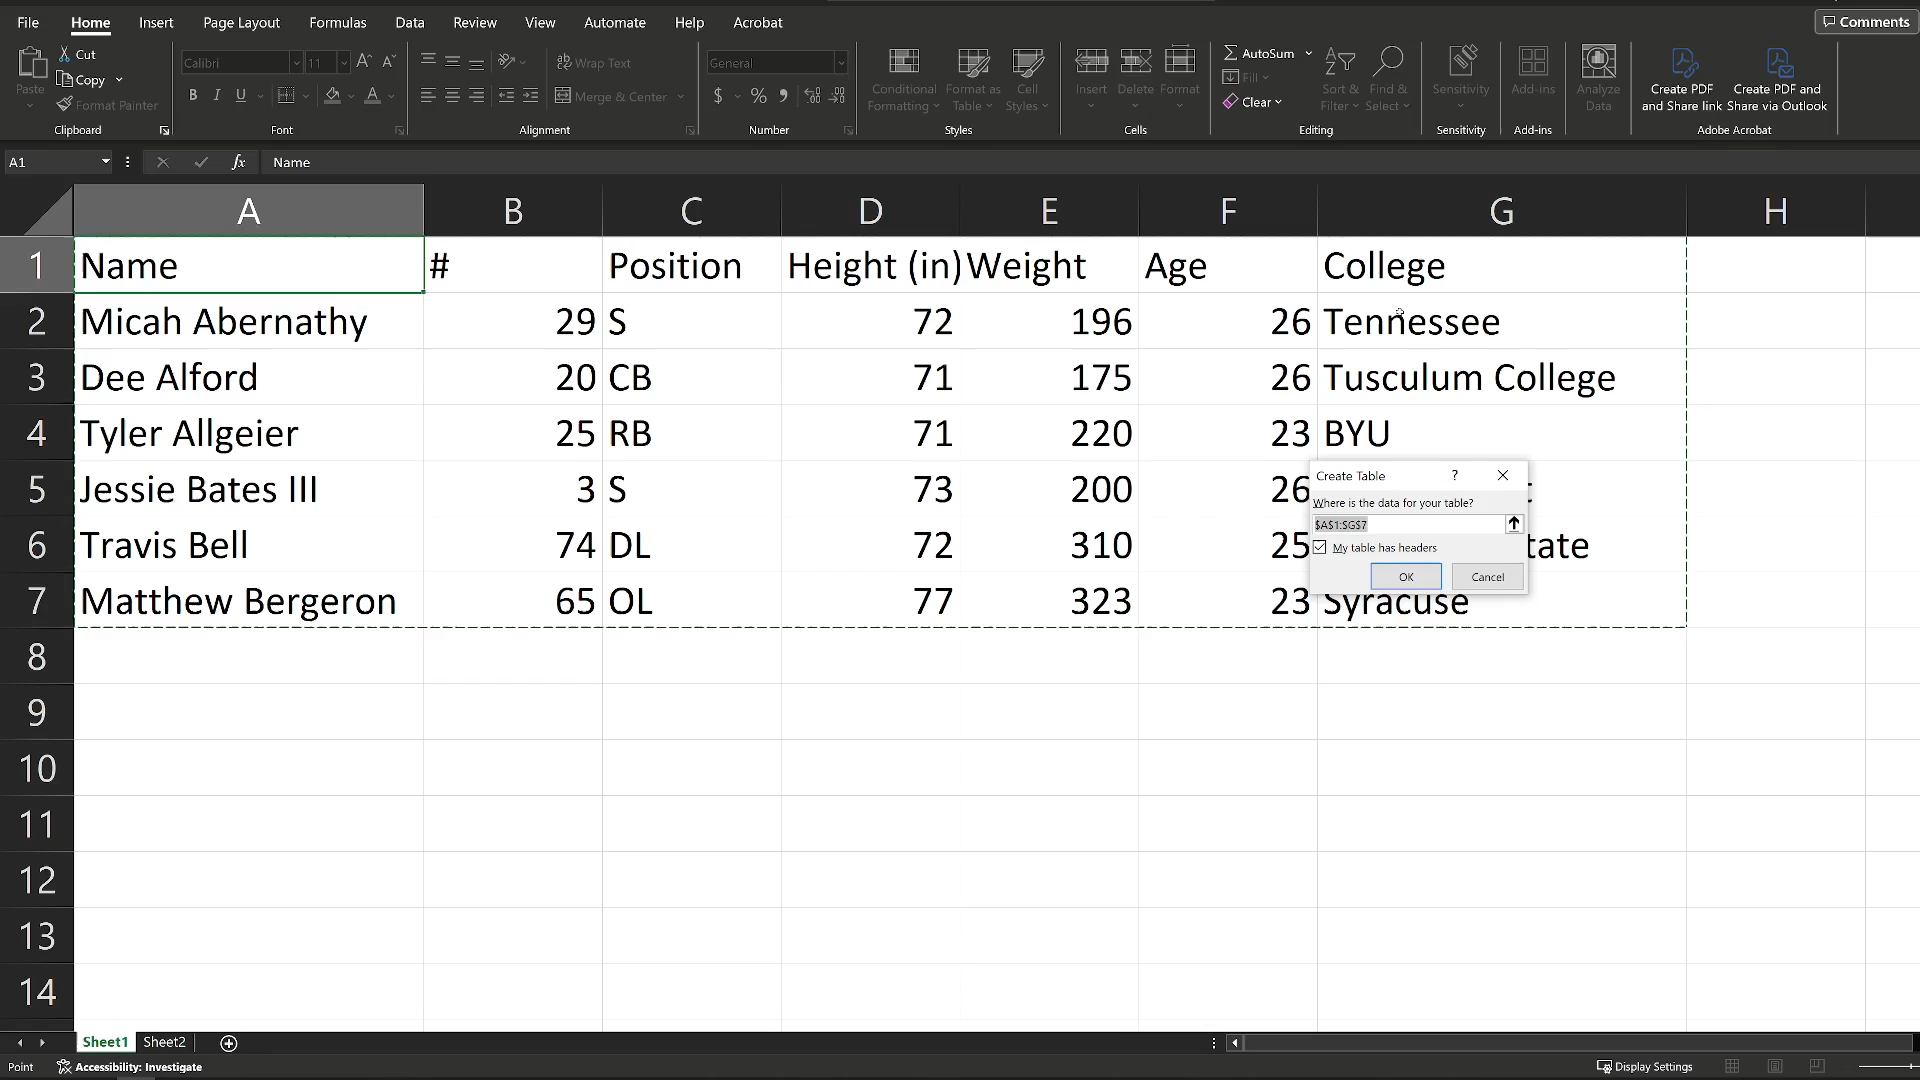 File Home Insert Page Layout Formulas Data Review View Automate Help Acrobat Comments
Cut Calibri 11 Wrap Text General AutoSum
Paste Copy Fill Conditional Formatting Format as Table Cell Styles Insert Delete Format Sort & Filter Find & Select Sensitivity Add-ins Analyze Data Create PDF and Share link Create PDF and Share via Outlook
Format Painter B I U Merge & Center $ % Clear
Clipboard Font Alignment Number Styles Cells Editing Sensitivity Add-ins Adobe Acrobat
A1 fx Name
A B C D E F G H
1 Name # Position Height (in) Weight Age College
2 Micah Abernathy 29 S 72 196 26 Tennessee
3 Dee Alford 20 CB 71 175 26 Tusculum College
4 Tyler Allgeier 25 RB 71 220 23 BYU
5 Jessie Bates III 3 S 73 200 26
6 Travis Bell 74 DL 72 310 25 tate
7 Matthew Bergeron 65 OL 77 323 23 Syracuse
8
9
10
11
12
13
14
Create Table ?
Where is the data for your table?
$A$1:$G$7
My table has headers
OK Cancel
Sheet1 Sheet2
Point Accessibility: Investigate Display Settings